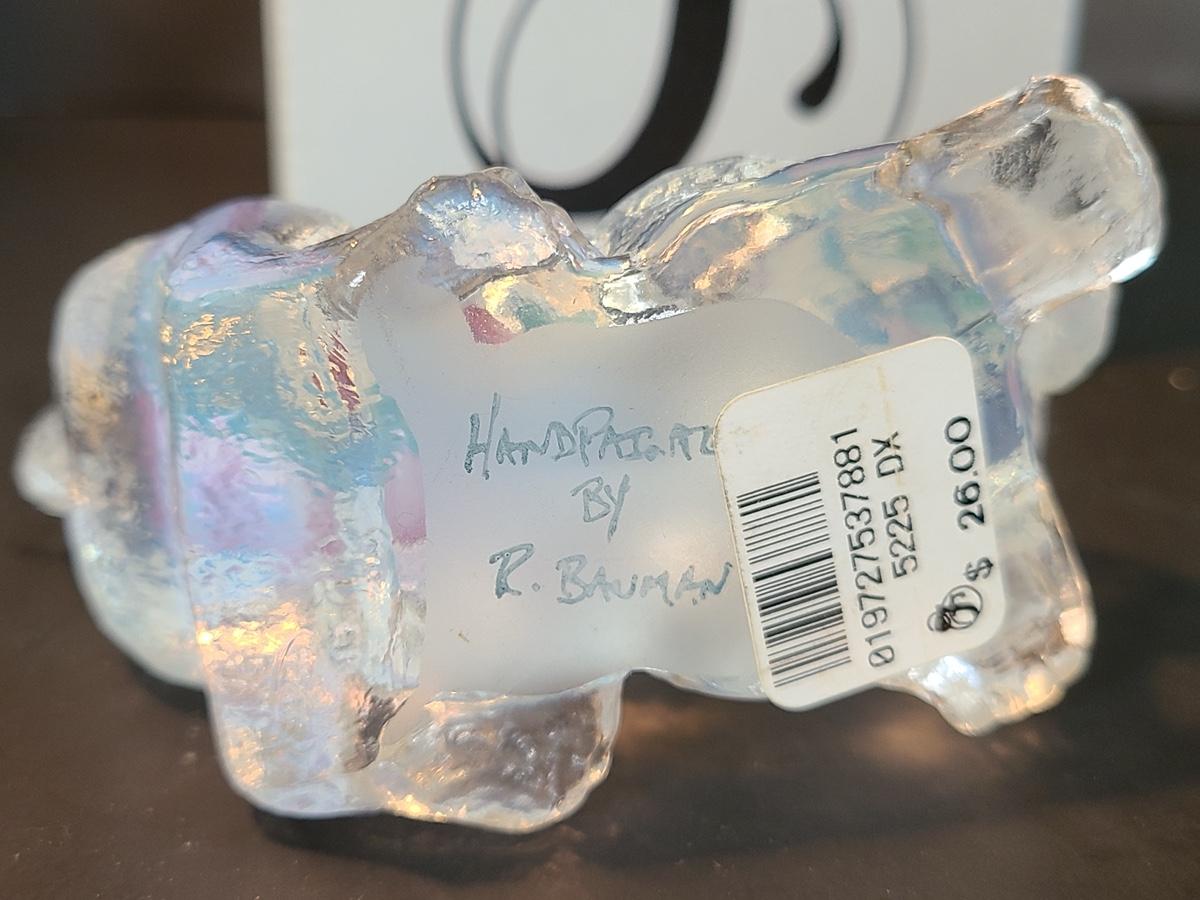 HANDPAINTED
BY
R. BAUMAN
019727537881
5225 DX
$ 26.00